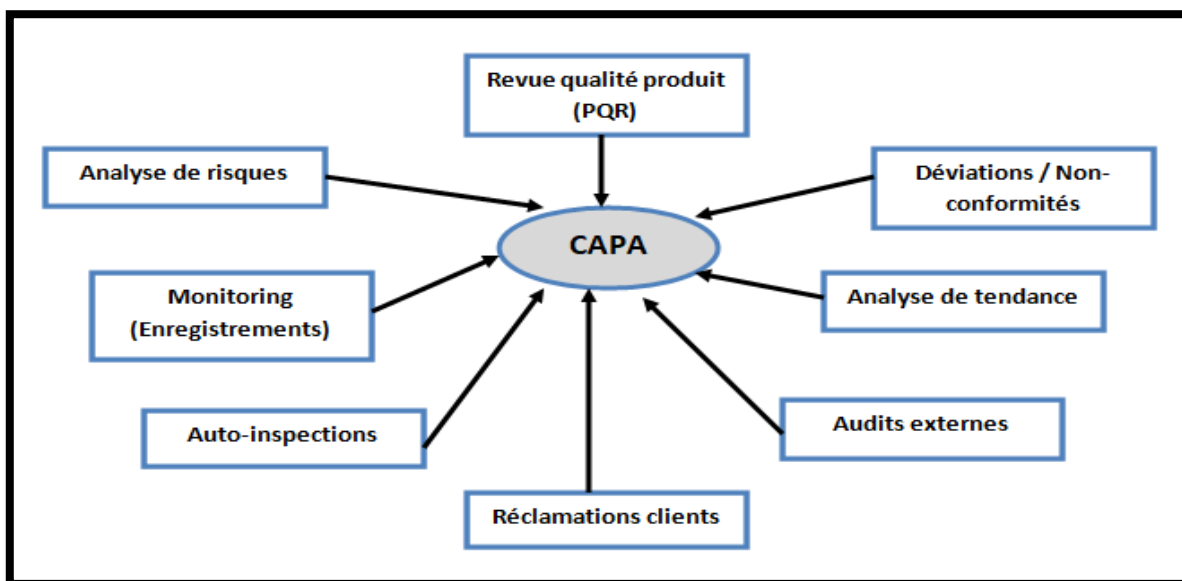 Revue qualité produit
(PQR)
Analyse de risques
Déviations / Non-
conformités
CAPA
Monitoring
(Enregistrements)
Analyse de tendance
Auto-inspections
Audits externes
Réclamations clients